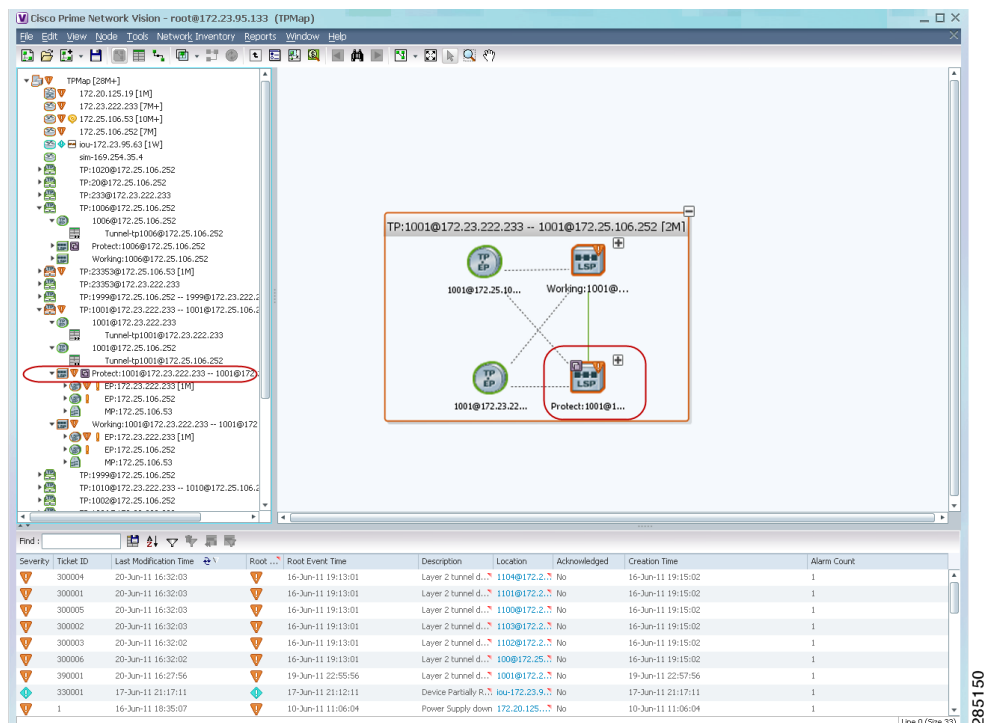 Cisco Prime Network Vision - root@172.23.95.133 (TPMap)
File Edit View Node Tools Network Inventory Reports Window Help
TPMap [28M+]
172.20.125.19 [1M]
172.23.222.233 [7M+]
172.25.106.53 [10M+]
172.25.106.252 [7M]
iou-172.23.95.63 [1W]
sim-169.254.35.4
TP:1020@172.25.106.252
TP:20@172.25.106.252
TP:233@172.23.222.233
TP:1006@172.25.106.252
1006@172.25.106.252
Tunnel-tp1006@172.25.106.252
Protect:1006@172.25.106.252
Working:1006@172.25.106.252
TP:23353@172.25.106.53 [1M]
TP:23353@172.23.222.233
TP:1999@172.25.106.252 -- 1999@172.23.222.2
TP:1001@172.23.222.233 -- 1001@172.25.106.2
1001@172.23.222.233
Tunnel-tp1001@172.23.222.233
1001@172.25.106.252
Tunnel-tp1001@172.25.106.252
Protect:1001@172.23.222.233 -- 1001@172.
EP:172.23.222.233 [1M]
EP:172.25.106.252
MP:172.25.106.53
Working:1001@172.23.222.233 -- 1001@172
EP:172.23.222.233 [1M]
EP:172.25.106.252
MP:172.25.106.53
TP:1999@172.25.106.252
TP:1010@172.23.222.233 -- 1010@172.25.106.2
TP:1002@172.25.106.252
TP:1001@172.23.222.233 -- 1001@172.25.106.252 [2M]
TP EP
LSP
1001@172.25.10...
Working:1001@...
TP EP
LSP
1001@172.23.22...
Protect:1001@1...
Find :
Severity Ticket ID Last Modification Time Root ... Root Event Time Description Location Acknowledged Creation Time Alarm Count
300004 20-Jun-11 16:32:03 16-Jun-11 19:13:01 Layer 2 tunnel d... 1104@172.2... No 16-Jun-11 19:15:02 1
300001 20-Jun-11 16:32:03 16-Jun-11 19:13:01 Layer 2 tunnel d... 1101@172.2... No 16-Jun-11 19:15:02 1
300005 20-Jun-11 16:32:03 16-Jun-11 19:13:01 Layer 2 tunnel d... 1100@172.2... No 16-Jun-11 19:15:02 1
300002 20-Jun-11 16:32:03 16-Jun-11 19:13:01 Layer 2 tunnel d... 1103@172.2... No 16-Jun-11 19:15:02 1
300003 20-Jun-11 16:32:02 16-Jun-11 19:13:01 Layer 2 tunnel d... 1102@172.2... No 16-Jun-11 19:15:02 1
300006 20-Jun-11 16:32:02 16-Jun-11 19:13:01 Layer 2 tunnel d... 100@172.25.... No 16-Jun-11 19:15:02 1
390001 20-Jun-11 16:27:56 19-Jun-11 22:55:56 Layer 2 tunnel d... 1001@172.2... No 19-Jun-11 22:57:56 1
330001 17-Jun-11 21:17:11 17-Jun-11 21:12:11 Device Partially R... iou-172.23.9... No 17-Jun-11 21:17:11 1
1 16-Jun-11 18:35:07 10-Jun-11 11:06:04 Power Supply down 172.20.125... No 10-Jun-11 11:06:04 1
Line 0 (Size 33)
285150